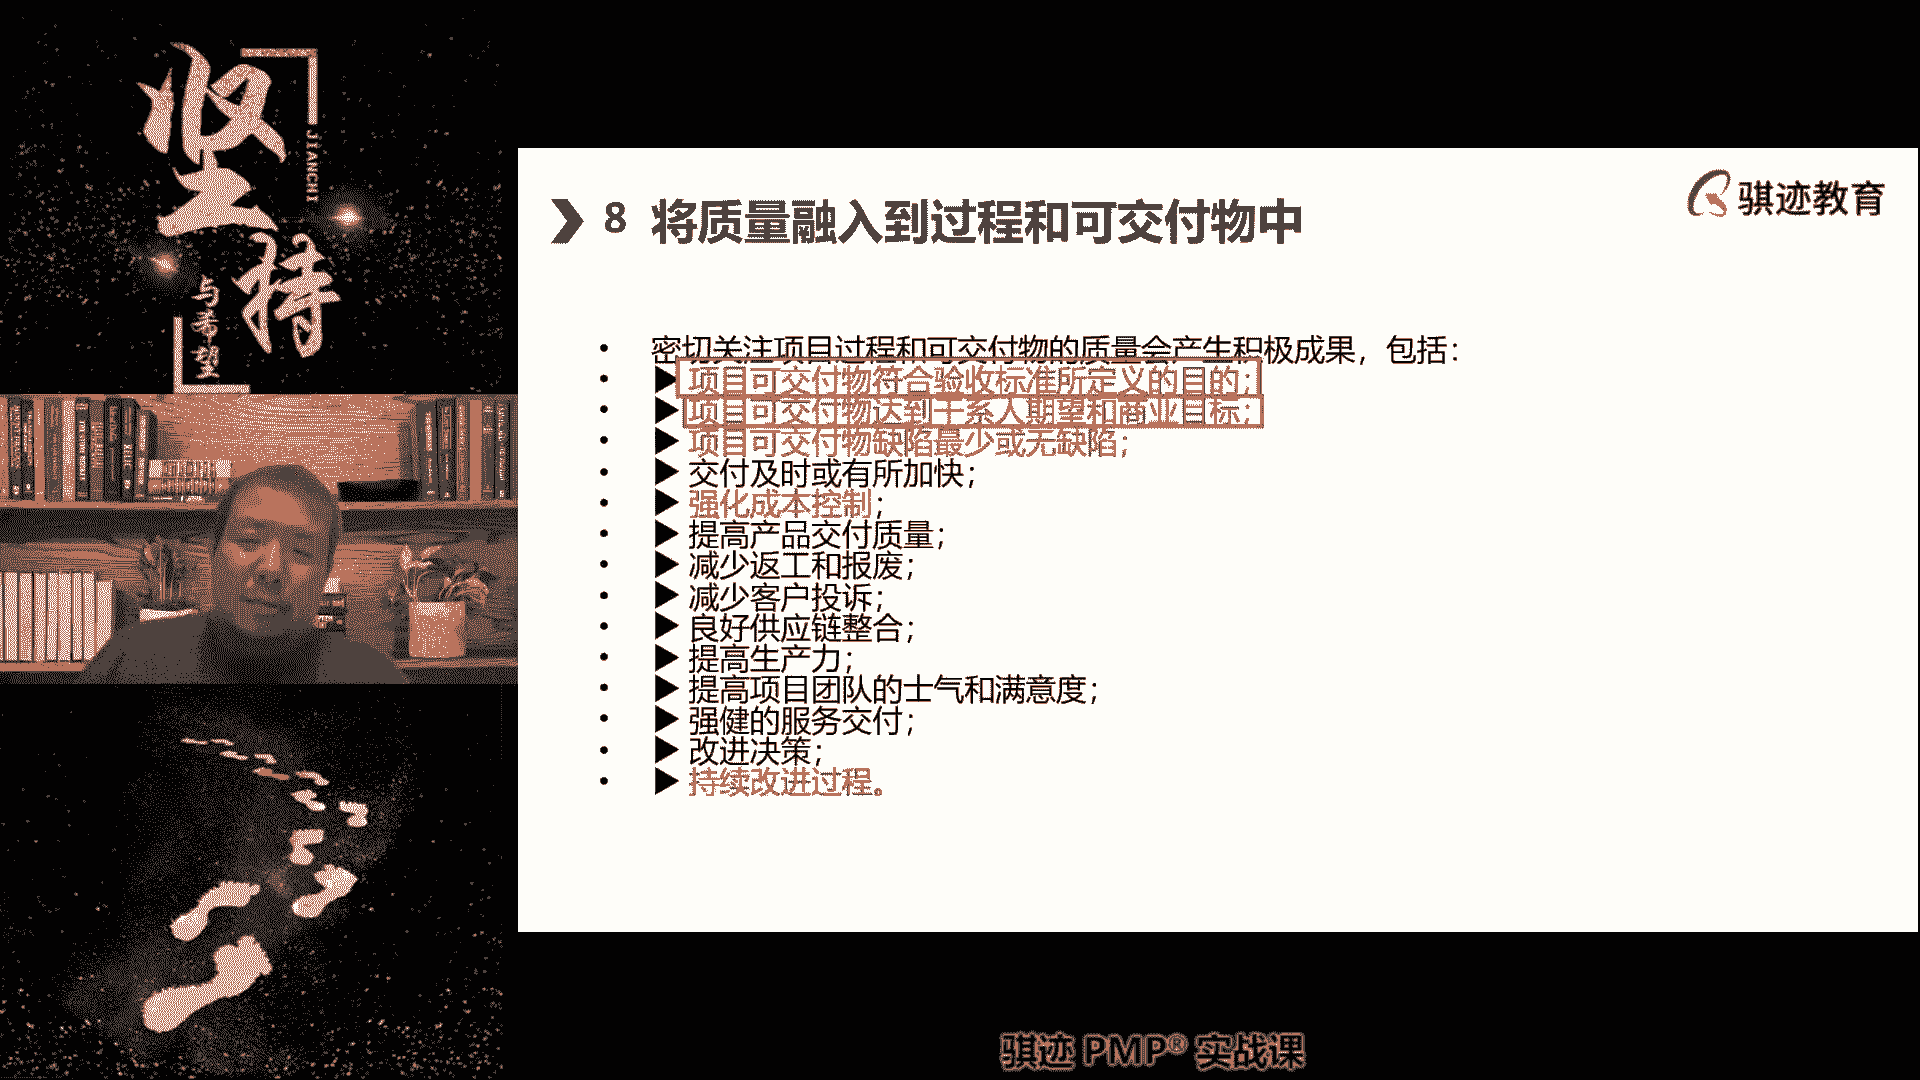 坚持
JIANCHI
与希望
骐迹教育
8 将质量融入到过程和可交付物中
• 密切关注项目过程和可交付物的质量会产生积极成果，包括：
• ▶项目可交付物符合验收标准所定义的目的；
• ▶项目可交付物达到干系人期望和商业目标；
• ▶项目可交付物缺陷最少或无缺陷；
• ▶交付及时或有所加快；
• ▶强化成本控制；
• ▶提高产品交付质量；
• ▶减少返工和报废；
• ▶减少客户投诉；
• ▶良好供应链整合；
• ▶提高生产力；
• ▶提高项目团队的士气和满意度；
• ▶强健的服务交付；
• ▶改进决策；
• ▶持续改进过程。
骐迹 PMP® 实战课